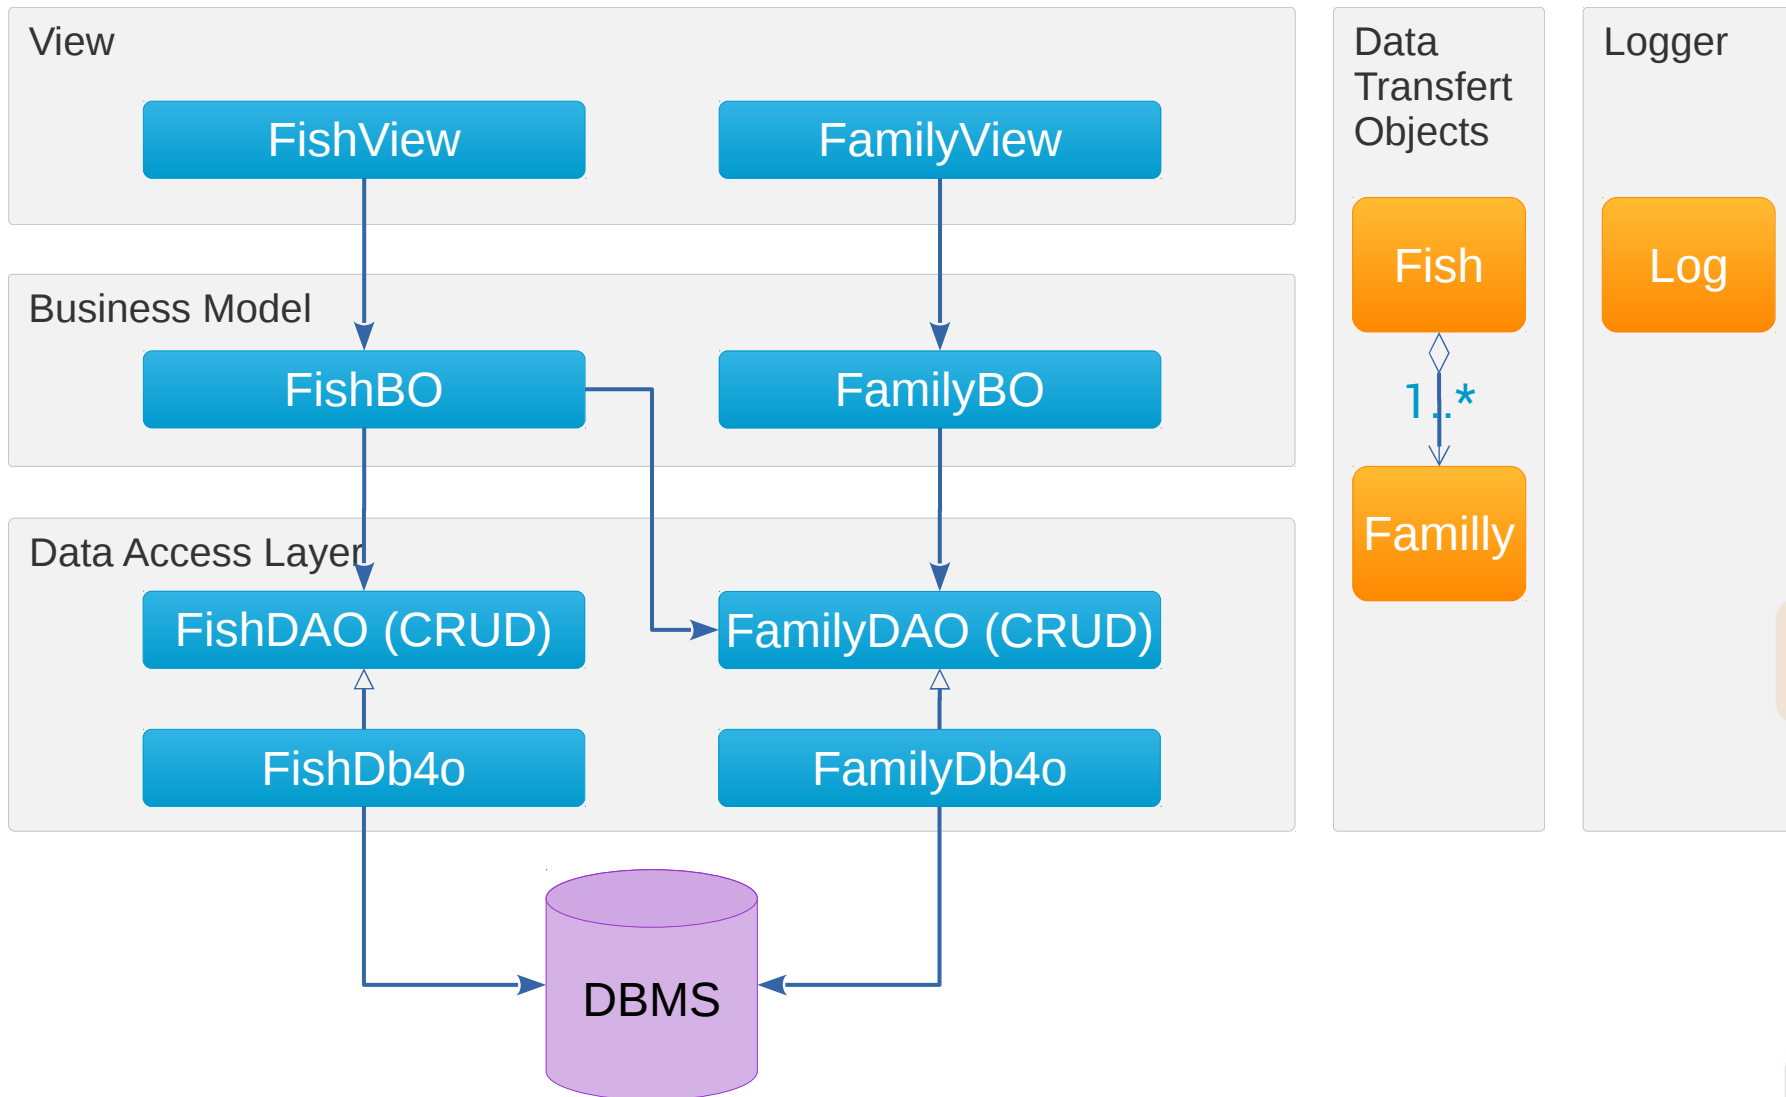 View
FishView
FamilyView
Business Model
FishBO
FamilyBO
Data Access Layer
FishDAO (CRUD)
FamilyDAO (CRUD)
FishDb4o
FamilyDb4o
DBMS
Data
Transfert
Objects
Fish
1..*
Familly
Logger
Log